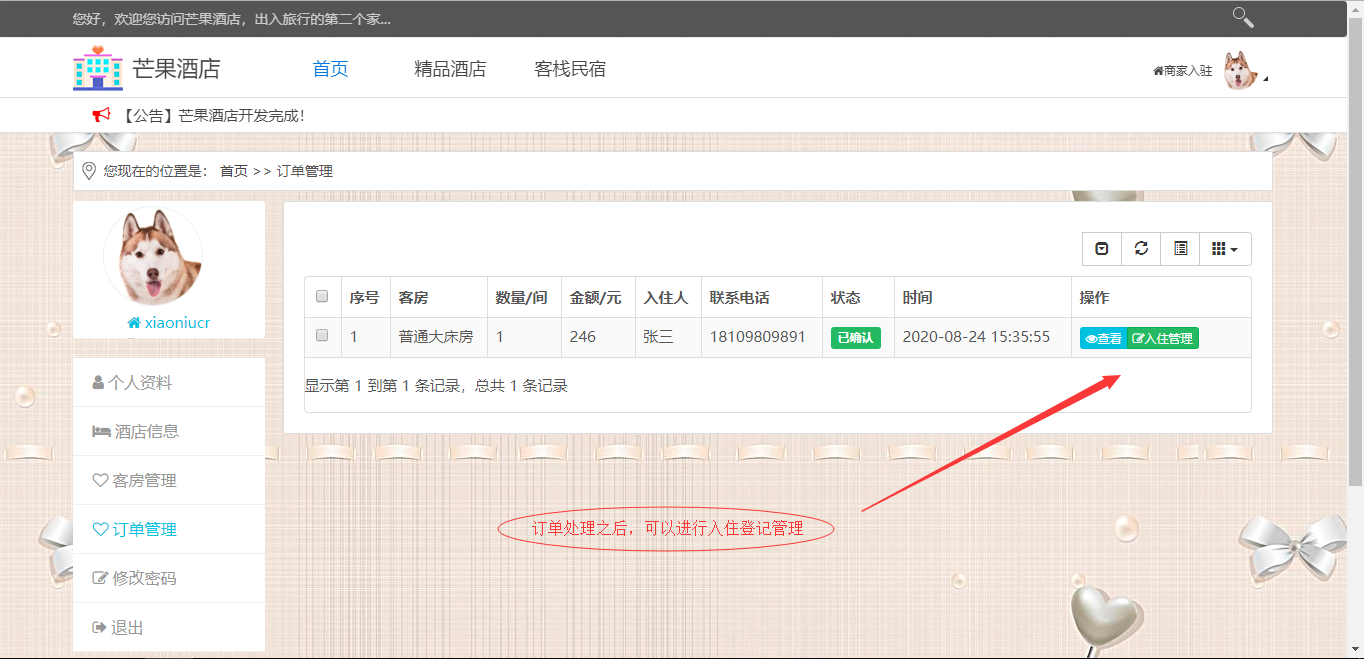 您好，欢迎您访问芒果酒店，出入旅行的第二个家...
芒果酒店 首页 精品酒店 客栈民宿 商家入驻
【公告】芒果酒店开发完成！
您现在的位置是： 首页 >> 订单管理
xiaoniucr
个人资料
酒店信息
客房管理
订单管理
修改密码
退出
序号 客房 数量/间 金额/元 入住人 联系电话 状态 时间 操作
1 普通大床房 1 246 张三 18109809891 已确认 2020-08-24 15:35:55 查看 入住管理
显示第 1 到第 1 条记录，总共 1 条记录
订单处理之后，可以进行入住登记管理